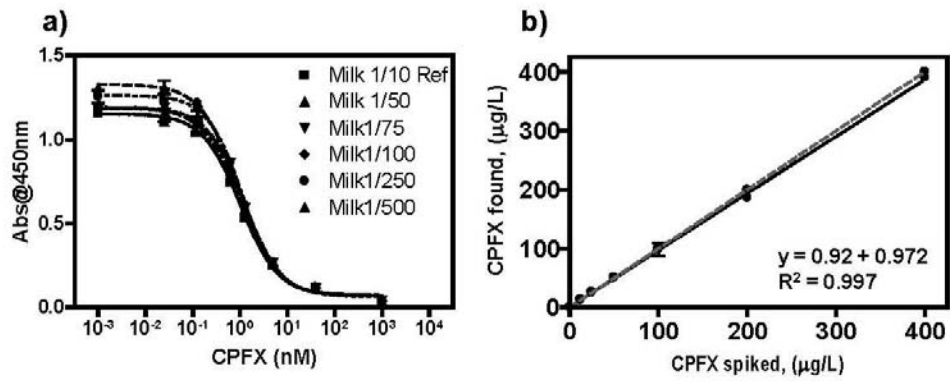 a)
1.5
1.0
0.5
0.0
Abs@450nm
10⁻³ 10⁻² 10⁻¹ 10⁰ 10¹ 10² 10³ 10⁴
CPFX (nM)
Milk 1/10 Ref
Milk 1/50
Milk1/75
Milk1/100
Milk1/250
Milk1/500
b)
400
300
200
100
0
CPFX found, (µg/L)
0 100 200 300 400
CPFX spiked, (µg/L)
y = 0.92 + 0.972
R² = 0.997